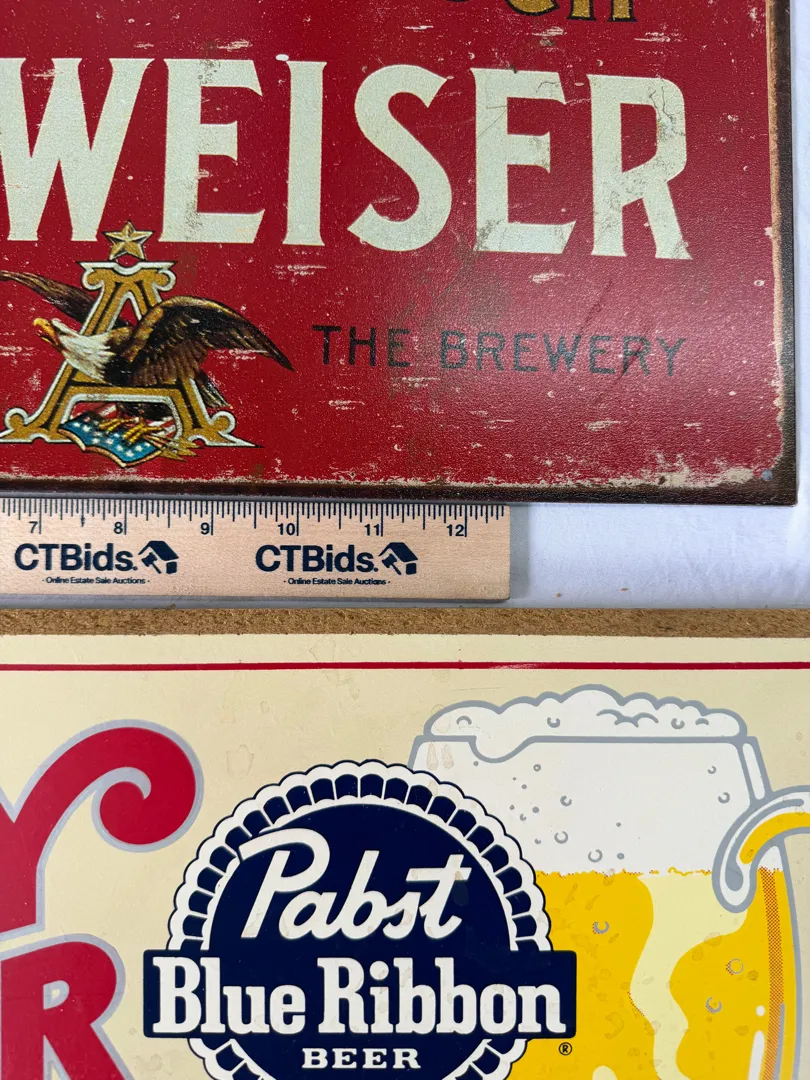 WEISER
THE BREWERY
7 8 9 10 11 12
CTBids. CTBids.
- Online Estate Sale Auctions - - Online Estate Sale Auctions -
Y
R
Pabst
Blue Ribbon
BEER
®